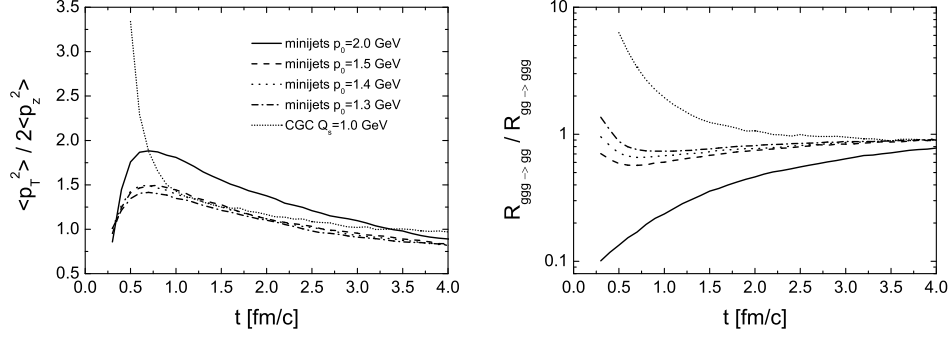 <p_T^2> / 2<p_z^2>
3.5
3.0
2.5
2.0
1.5
1.0
0.5
minijets p_0=2.0 GeV
minijets p_0=1.5 GeV
minijets p_0=1.4 GeV
minijets p_0=1.3 GeV
CGC Q_s=1.0 GeV
0.0 0.5 1.0 1.5 2.0 2.5 3.0 3.5 4.0
t [fm/c]
R_ggg -> gg / R_gg -> ggg
10
1
0.1
0.0 0.5 1.0 1.5 2.0 2.5 3.0 3.5 4.0
t [fm/c]